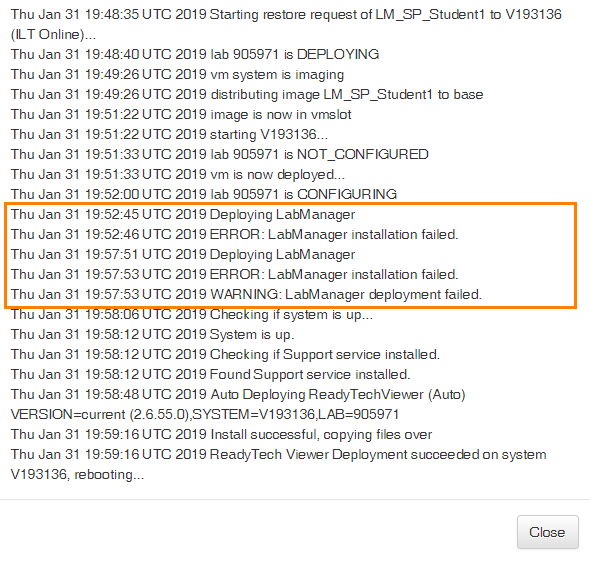 Thu Jan 31 19:48:35 UTC 2019 Starting restore request of LM_SP_Student1 to V193136
(ILT Online)...
Thu Jan 31 19:48:40 UTC 2019 lab 905971 is DEPLOYING
Thu Jan 31 19:49:26 UTC 2019 vm system is imaging
Thu Jan 31 19:49:26 UTC 2019 distributing image LM_SP_Student1 to base
Thu Jan 31 19:51:22 UTC 2019 image is now in vmslot
Thu Jan 31 19:51:22 UTC 2019 starting V193136...
Thu Jan 31 19:51:33 UTC 2019 lab 905971 is NOT_CONFIGURED
Thu Jan 31 19:51:33 UTC 2019 vm is now deployed...
Thu Jan 31 19:52:00 UTC 2019 lab 905971 is CONFIGURING
Thu Jan 31 19:52:45 UTC 2019 Deploying LabManager
Thu Jan 31 19:52:46 UTC 2019 ERROR: LabManager installation failed.
Thu Jan 31 19:57:51 UTC 2019 Deploying LabManager
Thu Jan 31 19:57:53 UTC 2019 ERROR: LabManager installation failed.
Thu Jan 31 19:57:53 UTC 2019 WARNING: LabManager deployment failed.
Thu Jan 31 19:58:06 UTC 2019 Checking if system is up...
Thu Jan 31 19:58:12 UTC 2019 System is up.
Thu Jan 31 19:58:12 UTC 2019 Checking if Support service installed.
Thu Jan 31 19:58:12 UTC 2019 Found Support service installed.
Thu Jan 31 19:58:48 UTC 2019 Auto Deploying ReadyTechViewer (Auto)
VERSION=current (2.6.55.0),SYSTEM=V193136,LAB=905971
Thu Jan 31 19:59:16 UTC 2019 Install successful, copying files over
Thu Jan 31 19:59:16 UTC 2019 ReadyTech Viewer Deployment succeeded on system
V193136, rebooting...
Close